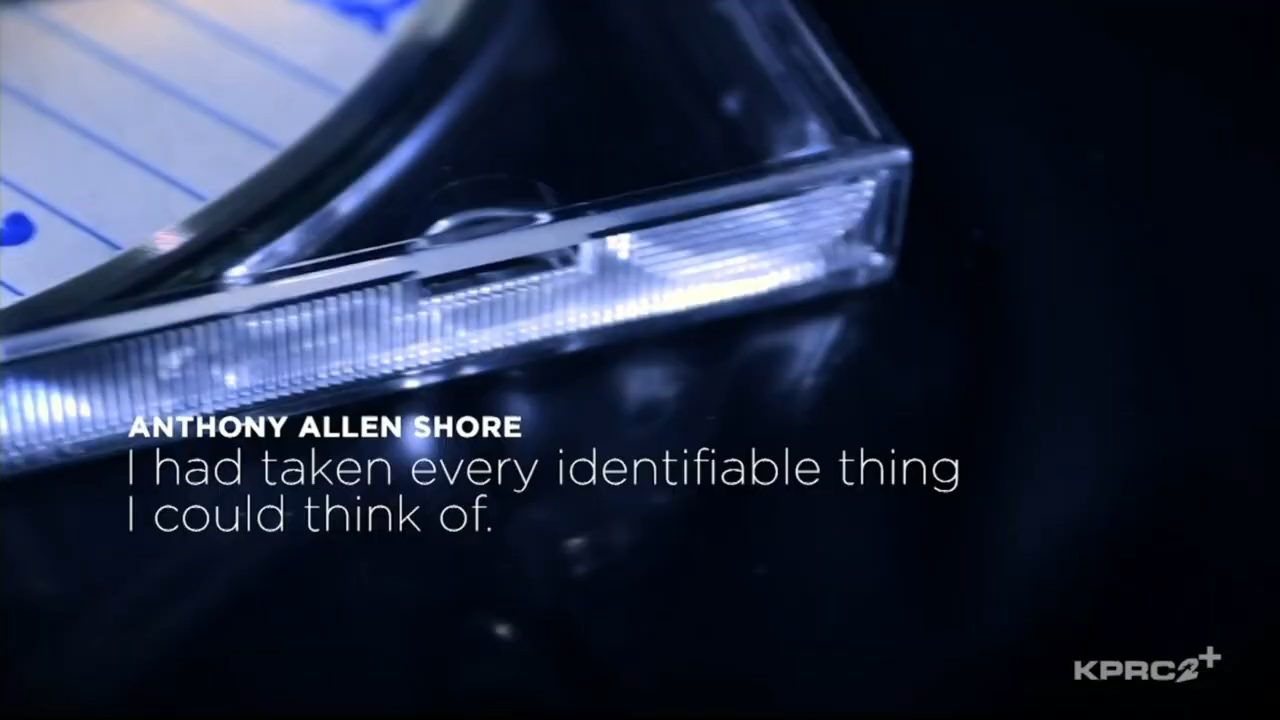 ANTHONY ALLEN SHORE
I had taken every identifiable thing
I could think of.
KPRC2+